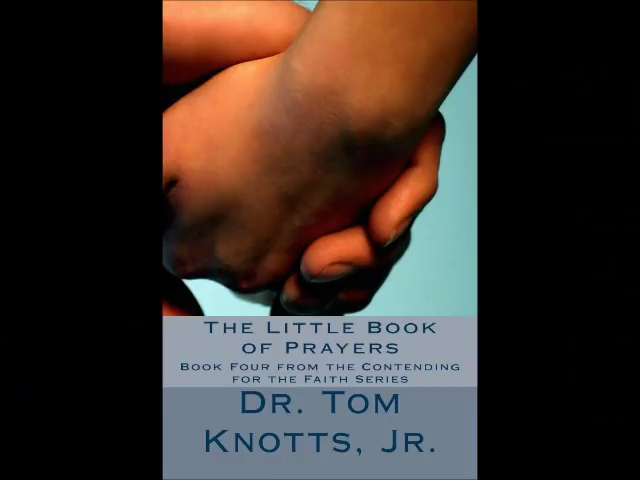 The Little Book
of Prayers
Book Four from the Contending
for the Faith Series
Dr. Tom
Knotts, Jr.